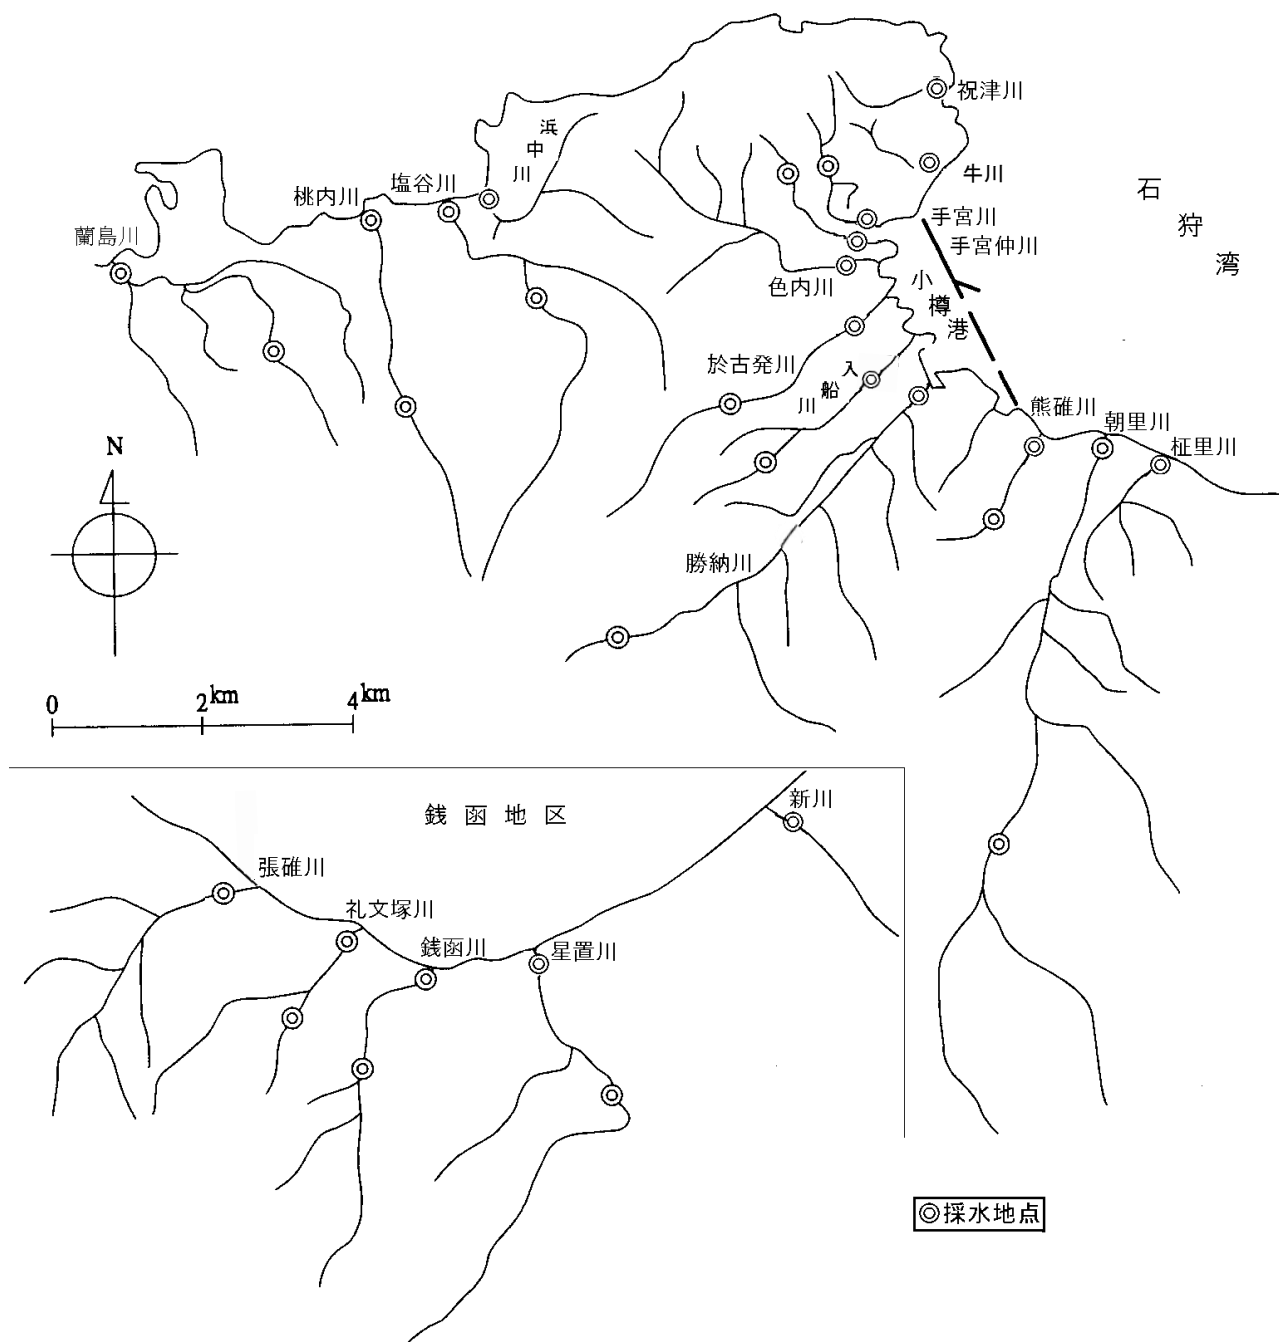 祝津川
浜中川
牛川
石狩湾
塩谷川
桃内川
手宮川
蘭島川
手宮仲川
色内川
小樽港
於古発川
入船川
熊碓川
朝里川
柾里川
N
勝納川
0 2km 4km
銭函地区
新川
張碓川
礼文塚川
銭函川
星置川
◎採水地点